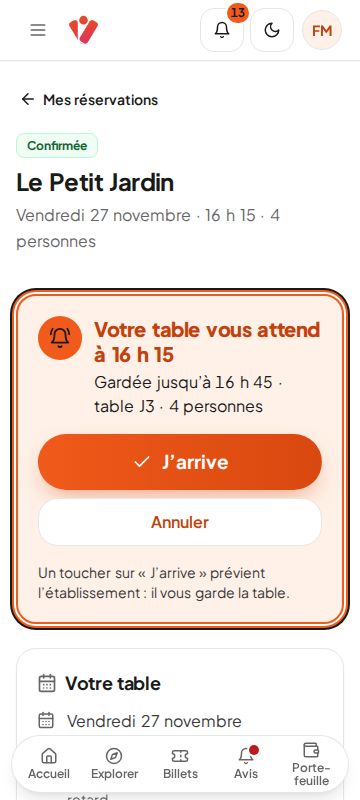 13
FM
Mes réservations
Confirmée
Le Petit Jardin
Vendredi 27 novembre · 16 h 15 · 4
personnes
Votre table vous attend
à 16 h 15
Gardée jusqu’à 16 h 45 ·
table J3 · 4 personnes
J’arrive
Annuler
Un toucher sur « J’arrive » prévient
l’établissement : il vous garde la table.
Votre table
Vendredi 27 novembre
Accueil
Explorer
Billets
Avis
Porte-
feuille
retard